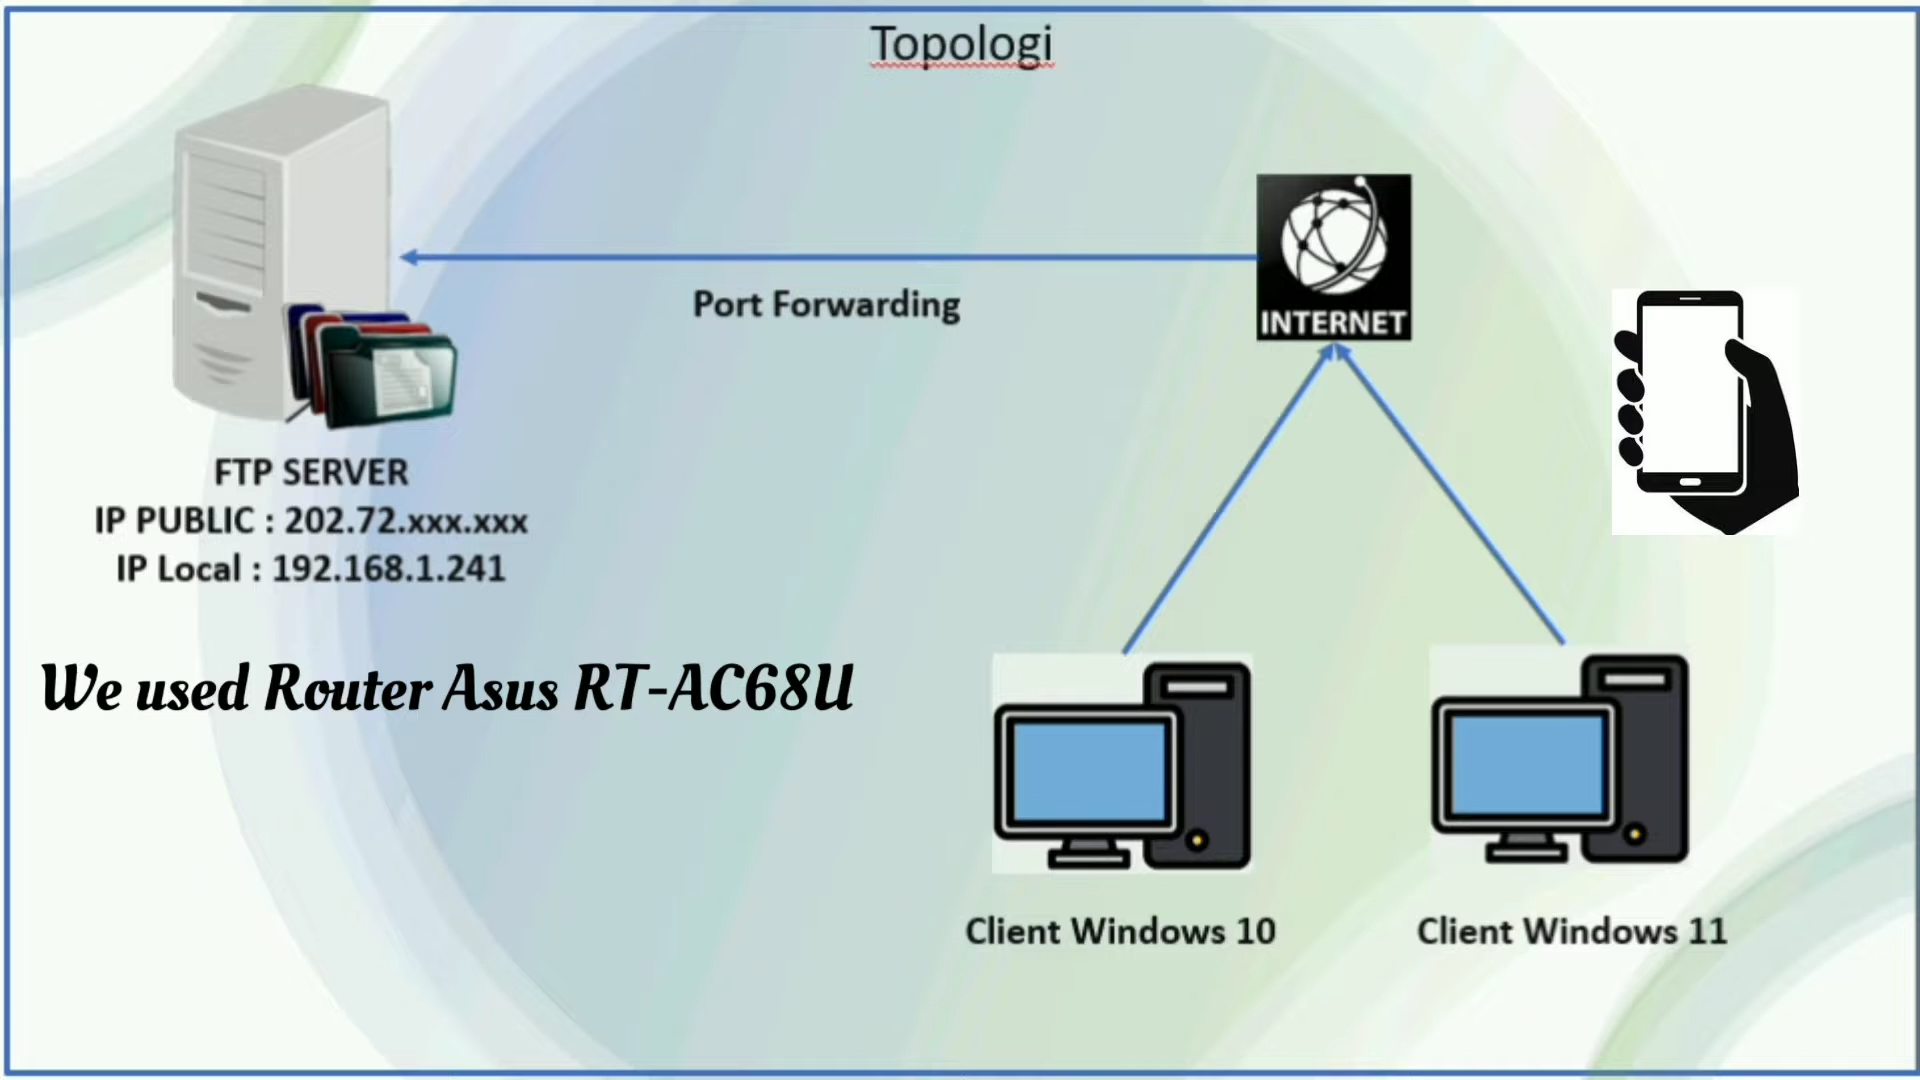 Topologi
INTERNET
Port Forwarding
FTP SERVER
IP PUBLIC : 202.72.xxx.xxx
IP Local : 192.168.1.241
We used Router Asus RT-AC68U
Client Windows 10
Client Windows 11